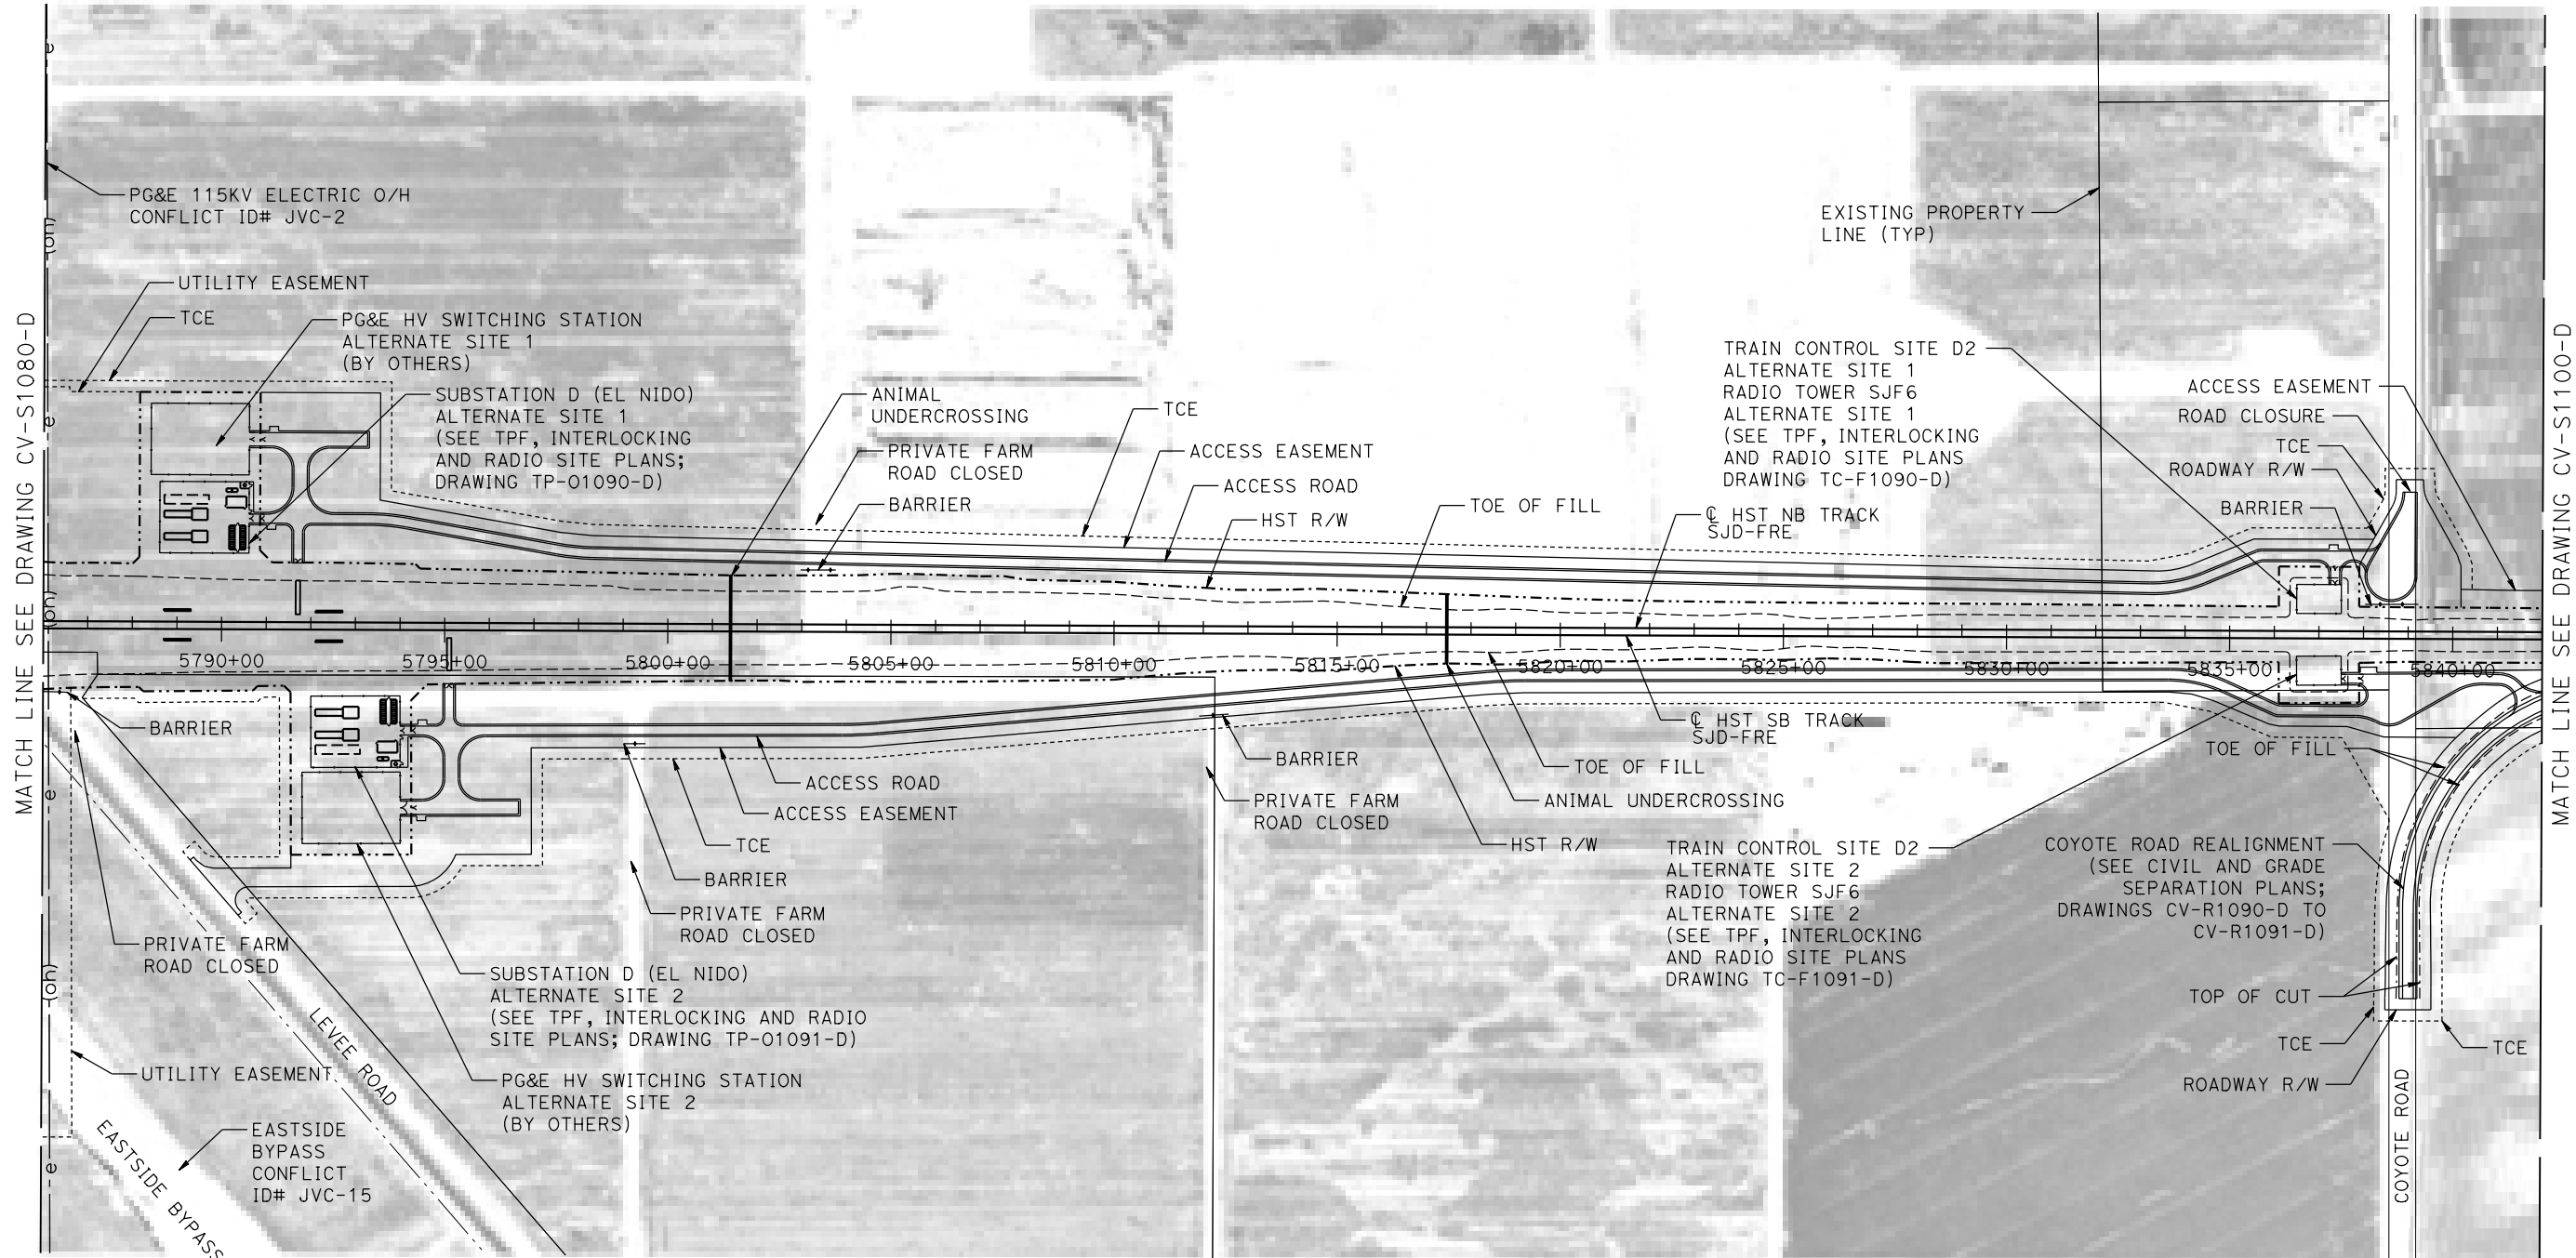 MATCH LINE SEE DRAWING CV-S1080-D
e
(oh)
e
(oh)
e
(oh)
e
PG&E 115KV ELECTRIC O/H
CONFLICT ID# JVC-2
UTILITY EASEMENT
TCE
PG&E HV SWITCHING STATION
ALTERNATE SITE 1
(BY OTHERS)
SUBSTATION D (EL NIDO)
ALTERNATE SITE 1
(SEE TPF, INTERLOCKING
AND RADIO SITE PLANS;
DRAWING TP-O1090-D)
ANIMAL
UNDERCROSSING
PRIVATE FARM
ROAD CLOSED
BARRIER
TCE
ACCESS EASEMENT
ACCESS ROAD
HST R/W
TOE OF FILL
℄ HST NB TRACK
SJD-FRE
EXISTING PROPERTY
LINE (TYP)
TRAIN CONTROL SITE D2
ALTERNATE SITE 1
RADIO TOWER SJF6
ALTERNATE SITE 1
(SEE TPF, INTERLOCKING
AND RADIO SITE PLANS
DRAWING TC-F1090-D)
ACCESS EASEMENT
ROAD CLOSURE
TCE
ROADWAY R/W
BARRIER
5790+00
5795+00
5800+00
5805+00
5810+00
5815+00
5820+00
5825+00
5830+00
5835+00
5840+00
BARRIER
PRIVATE FARM
ROAD CLOSED
UTILITY EASEMENT
EASTSIDE
BYPASS
CONFLICT
ID# JVC-15
EASTSIDE BYPASS
LEVEE ROAD
SUBSTATION D (EL NIDO)
ALTERNATE SITE 2
(SEE TPF, INTERLOCKING AND RADIO
SITE PLANS; DRAWING TP-O1091-D)
PG&E HV SWITCHING STATION
ALTERNATE SITE 2
(BY OTHERS)
ACCESS ROAD
ACCESS EASEMENT
TCE
BARRIER
PRIVATE FARM
ROAD CLOSED
BARRIER
PRIVATE FARM
ROAD CLOSED
℄ HST SB TRACK
SJD-FRE
TOE OF FILL
ANIMAL UNDERCROSSING
HST R/W
TRAIN CONTROL SITE D2
ALTERNATE SITE 2
RADIO TOWER SJF6
ALTERNATE SITE 2
(SEE TPF, INTERLOCKING
AND RADIO SITE PLANS
DRAWING TC-F1091-D)
TOE OF FILL
COYOTE ROAD REALIGNMENT
(SEE CIVIL AND GRADE
SEPARATION PLANS;
DRAWINGS CV-R1090-D TO
CV-R1091-D)
TOP OF CUT
TCE
TCE
ROADWAY R/W
COYOTE ROAD
MATCH LINE SEE DRAWING CV-S1100-D